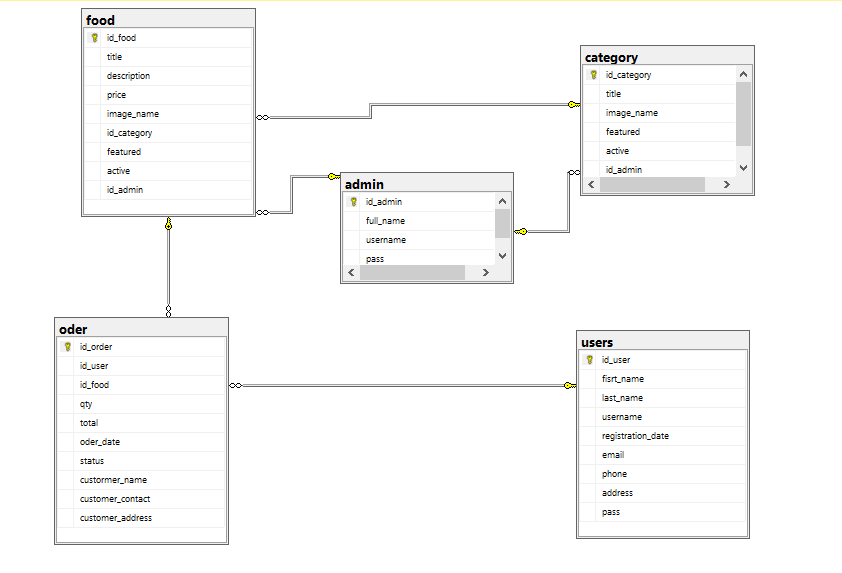 food
id_food
title
description
price
image_name
id_category
featured
active
id_admin
category
id_category
title
image_name
featured
active
id_admin
admin
id_admin
full_name
username
pass
oder
id_order
id_user
id_food
qty
total
oder_date
status
custormer_name
customer_contact
customer_address
users
id_user
fisrt_name
last_name
username
registration_date
email
phone
address
pass